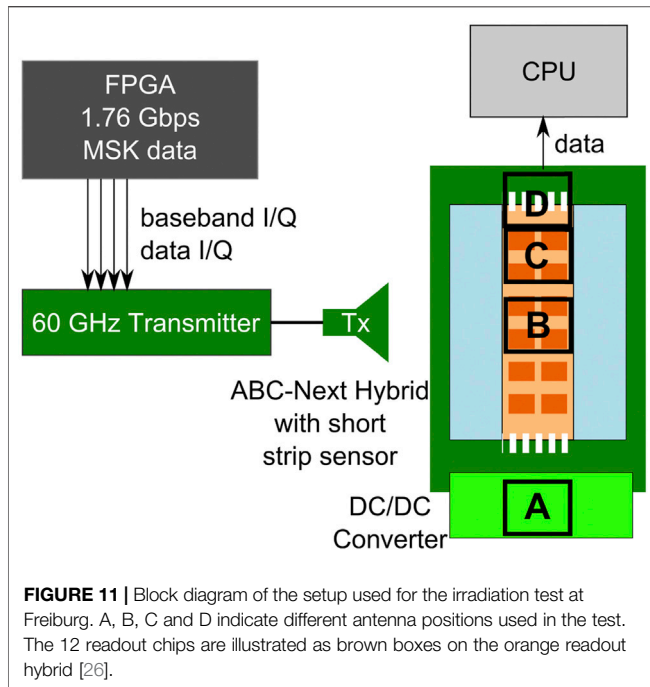 FPGA
1.76 Gbps
MSK data
CPU
data
baseband I/Q
data I/Q
60 GHz Transmitter
Tx
D
C
B
ABC-Next Hybrid
with short
strip sensor
DC/DC
Converter
A
FIGURE 11 | Block diagram of the setup used for the irradiation test at
Freiburg. A, B, C and D indicate different antenna positions used in the test.
The 12 readout chips are illustrated as brown boxes on the orange readout
hybrid [26].